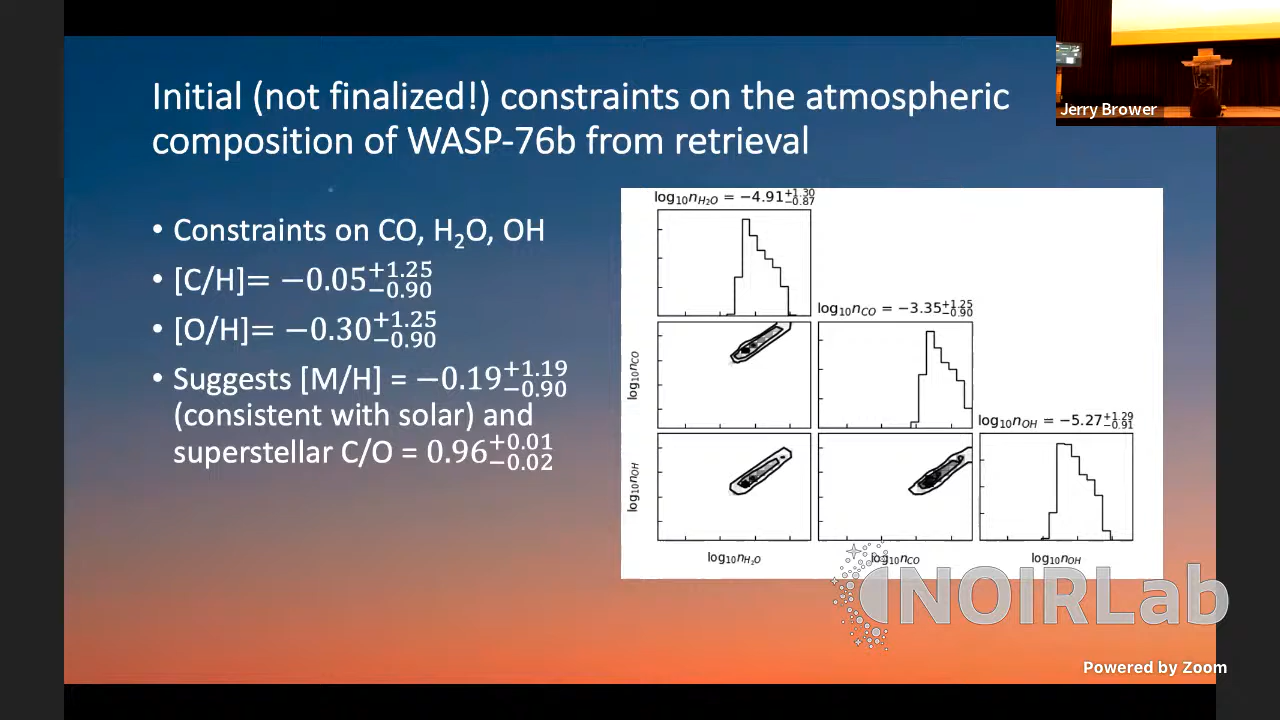 Initial (not finalized!) constraints on the atmospheric
composition of WASP-76b from retrieval
Jerry Brower
• Constraints on CO, H₂O, OH
• [C/H]= −0.05+1.25 −0.90
• [O/H]= −0.30+1.25 −0.90
• Suggests [M/H] = −0.19+1.19 −0.90
(consistent with solar) and
superstellar C/O = 0.96+0.01 −0.02
log₁₀n_H₂O = −4.91+1.30 −0.87
log₁₀n_CO = −3.35+1.25 −0.90
log₁₀n_OH = −5.27+1.29 −0.91
log₁₀n_CO
log₁₀n_OH
log₁₀n_H₂O
log₁₀n_CO
log₁₀n_OH
NOIRLab
Powered by Zoom